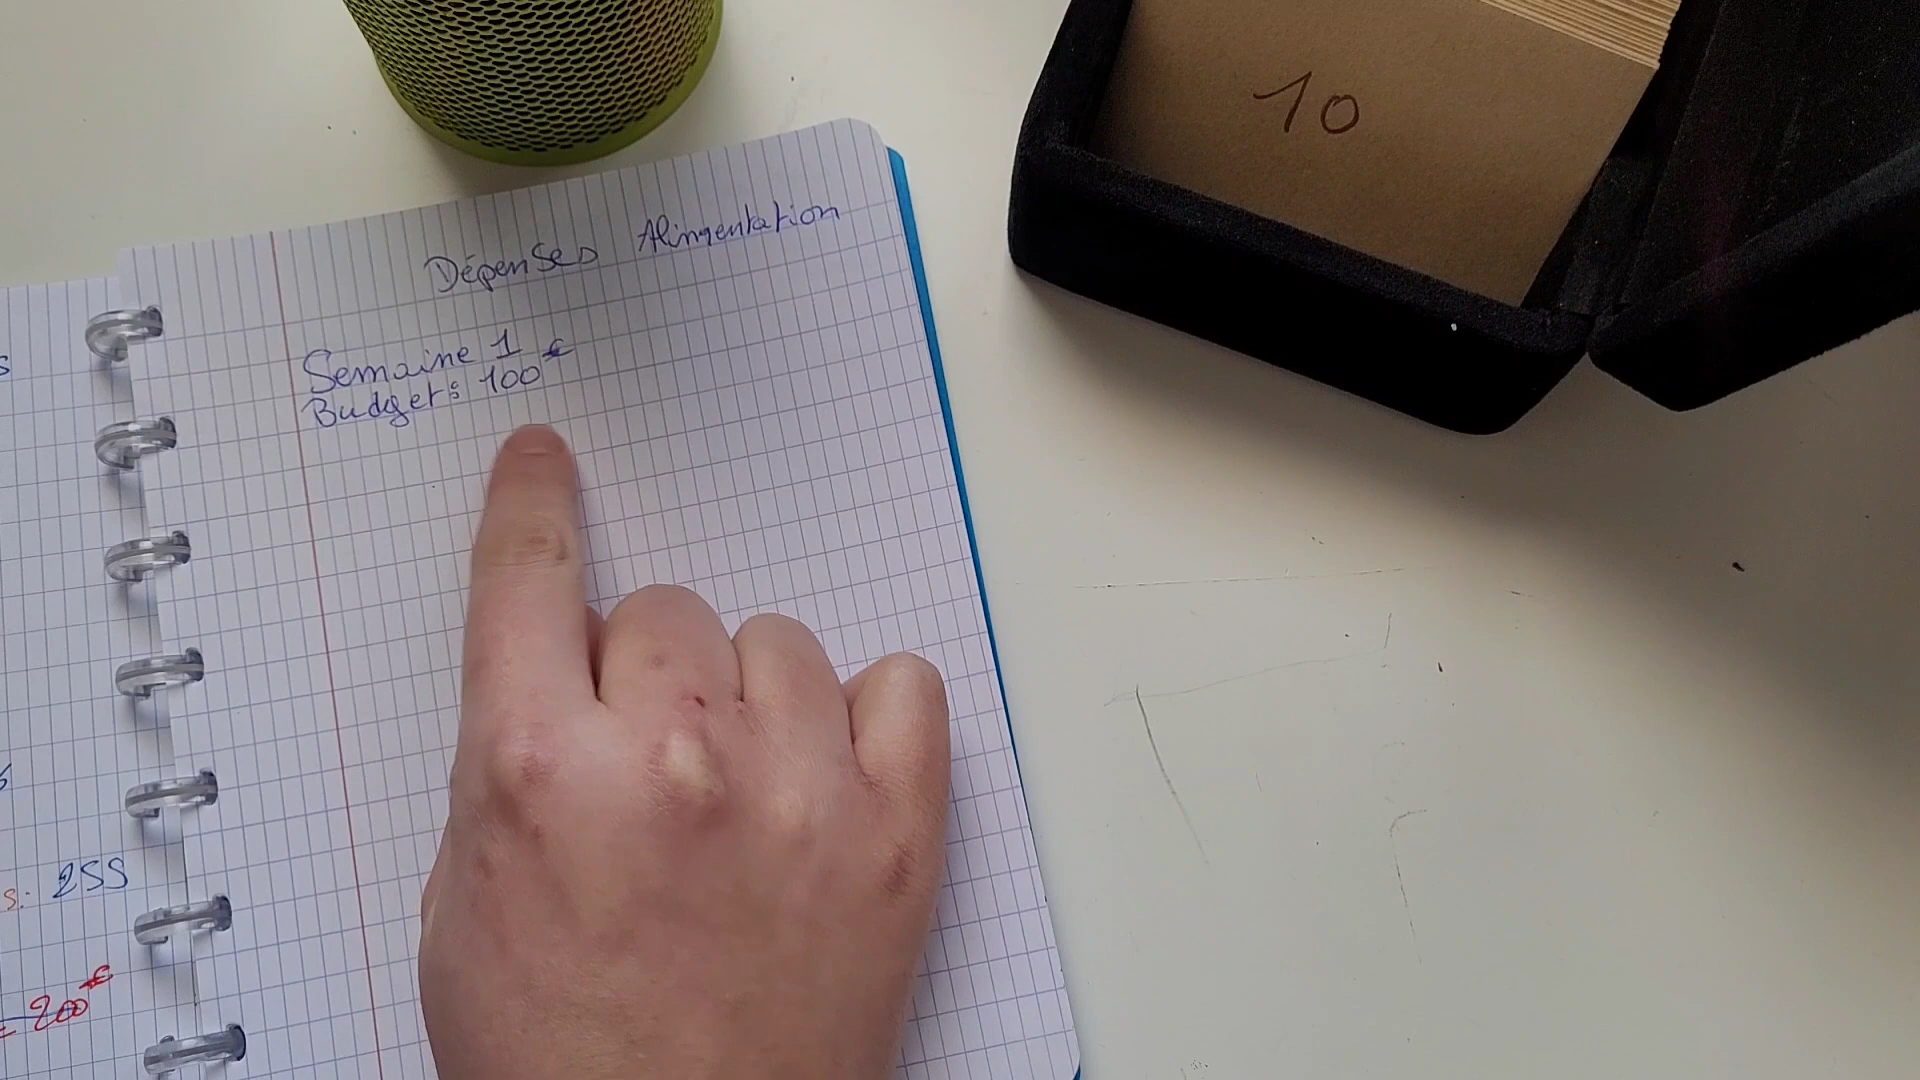 Dépenses Alimentation
Semaine 1
Budget: 100€
s
s: 255
= 200€
10